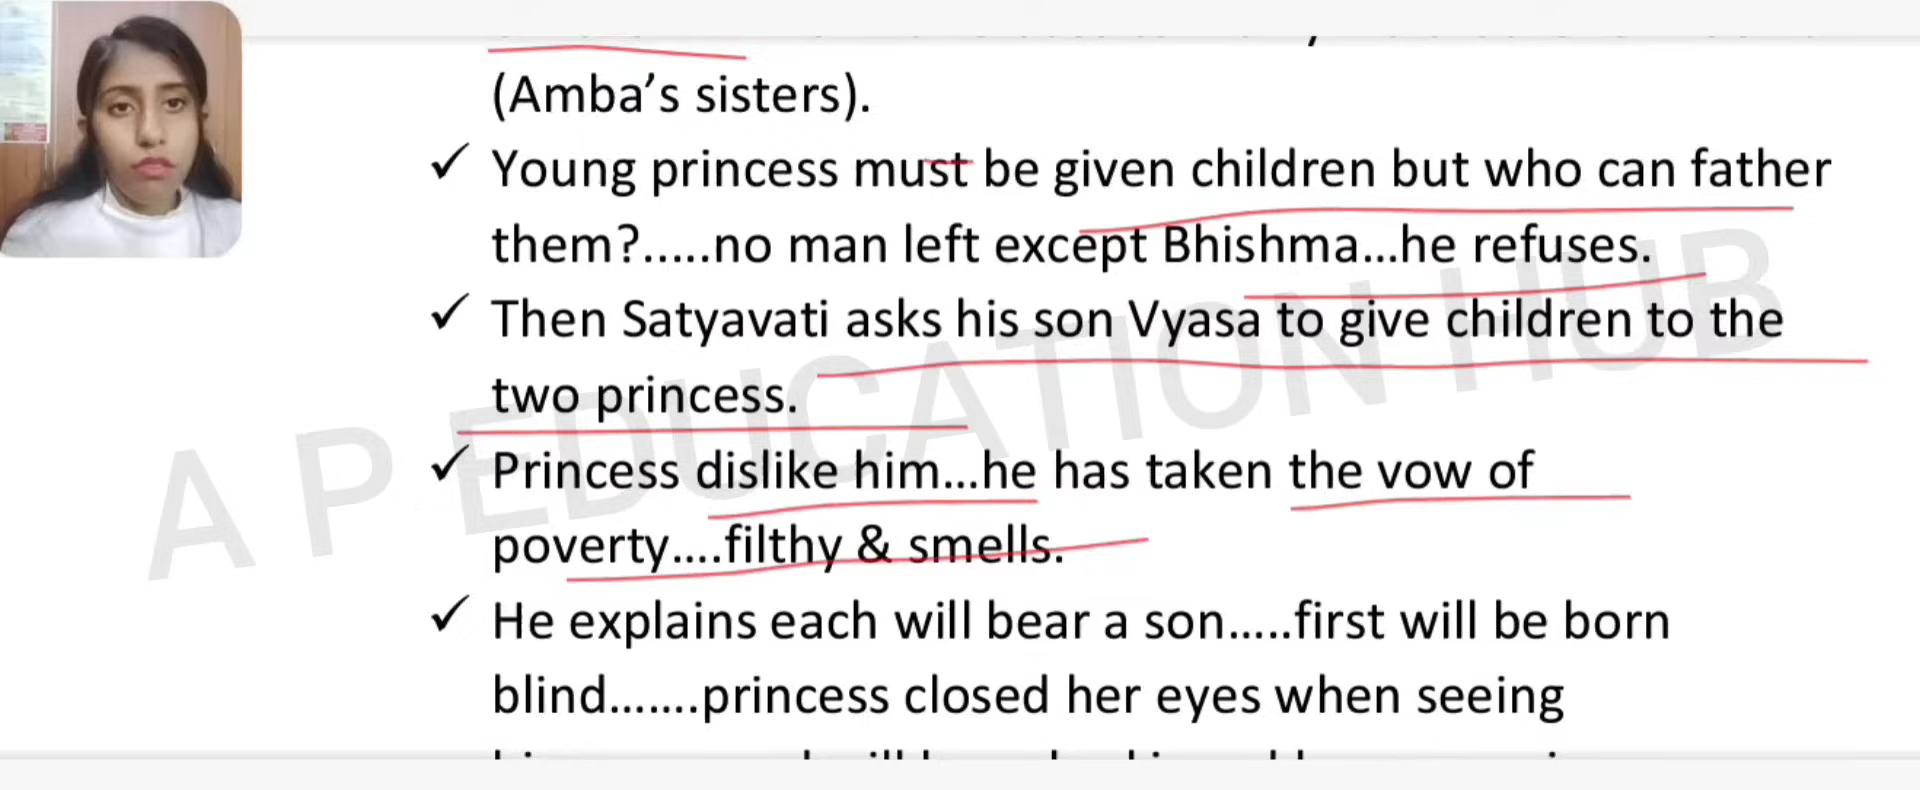 (Amba’s sisters).
✓ Young princess must be given children but who can father
them?.....no man left except Bhishma...he refuses.
✓ Then Satyavati asks his son Vyasa to give children to the
two princess.
✓ Princess dislike him...he has taken the vow of
poverty....filthy & smells.
✓ He explains each will bear a son.....first will be born
blind.......princess closed her eyes when seeing
A P EDUCATION HUB